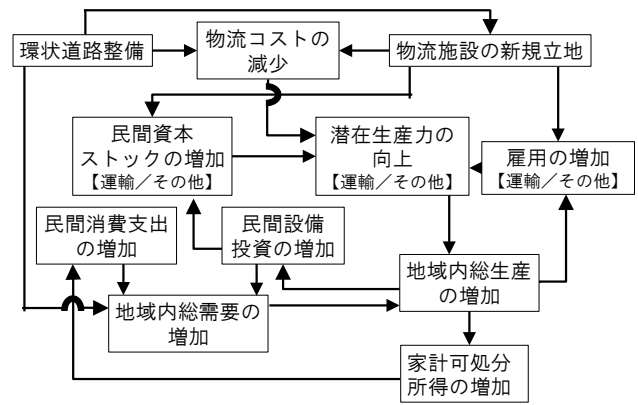 環状道路整備
物流コストの
減少
物流施設の新規立地
民間資本
ストックの増加
【運輸／その他】
潜在生産力の
向上
【運輸／その他】
雇用の増加
【運輸／その他】
民間消費支出
の増加
民間設備
投資の増加
地域内総生産
の増加
地域内総需要の
増加
家計可処分
所得の増加